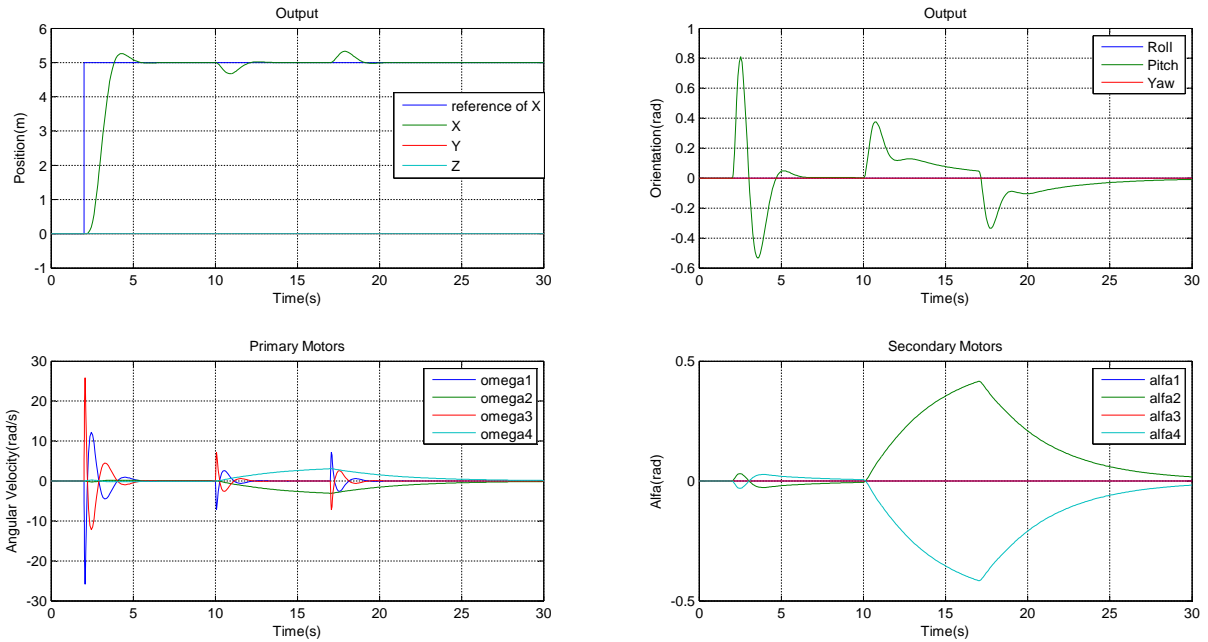 Output
Position(m)
6
5
4
3
2
1
0
-1
0 5 10 15 20 25 30
Time(s)
reference of X
X
Y
Z
Output
Orientation(rad)
1
0.8
0.6
0.4
0.2
0
-0.2
-0.4
-0.6
0 5 10 15 20 25 30
Time(s)
Roll
Pitch
Yaw
Primary Motors
Angular Velocity(rad/s)
30
20
10
0
-10
-20
-30
0 5 10 15 20 25 30
Time(s)
omega1
omega2
omega3
omega4
Secondary Motors
Alfa(rad)
0.5
0
-0.5
0 5 10 15 20 25 30
Time(s)
alfa1
alfa2
alfa3
alfa4